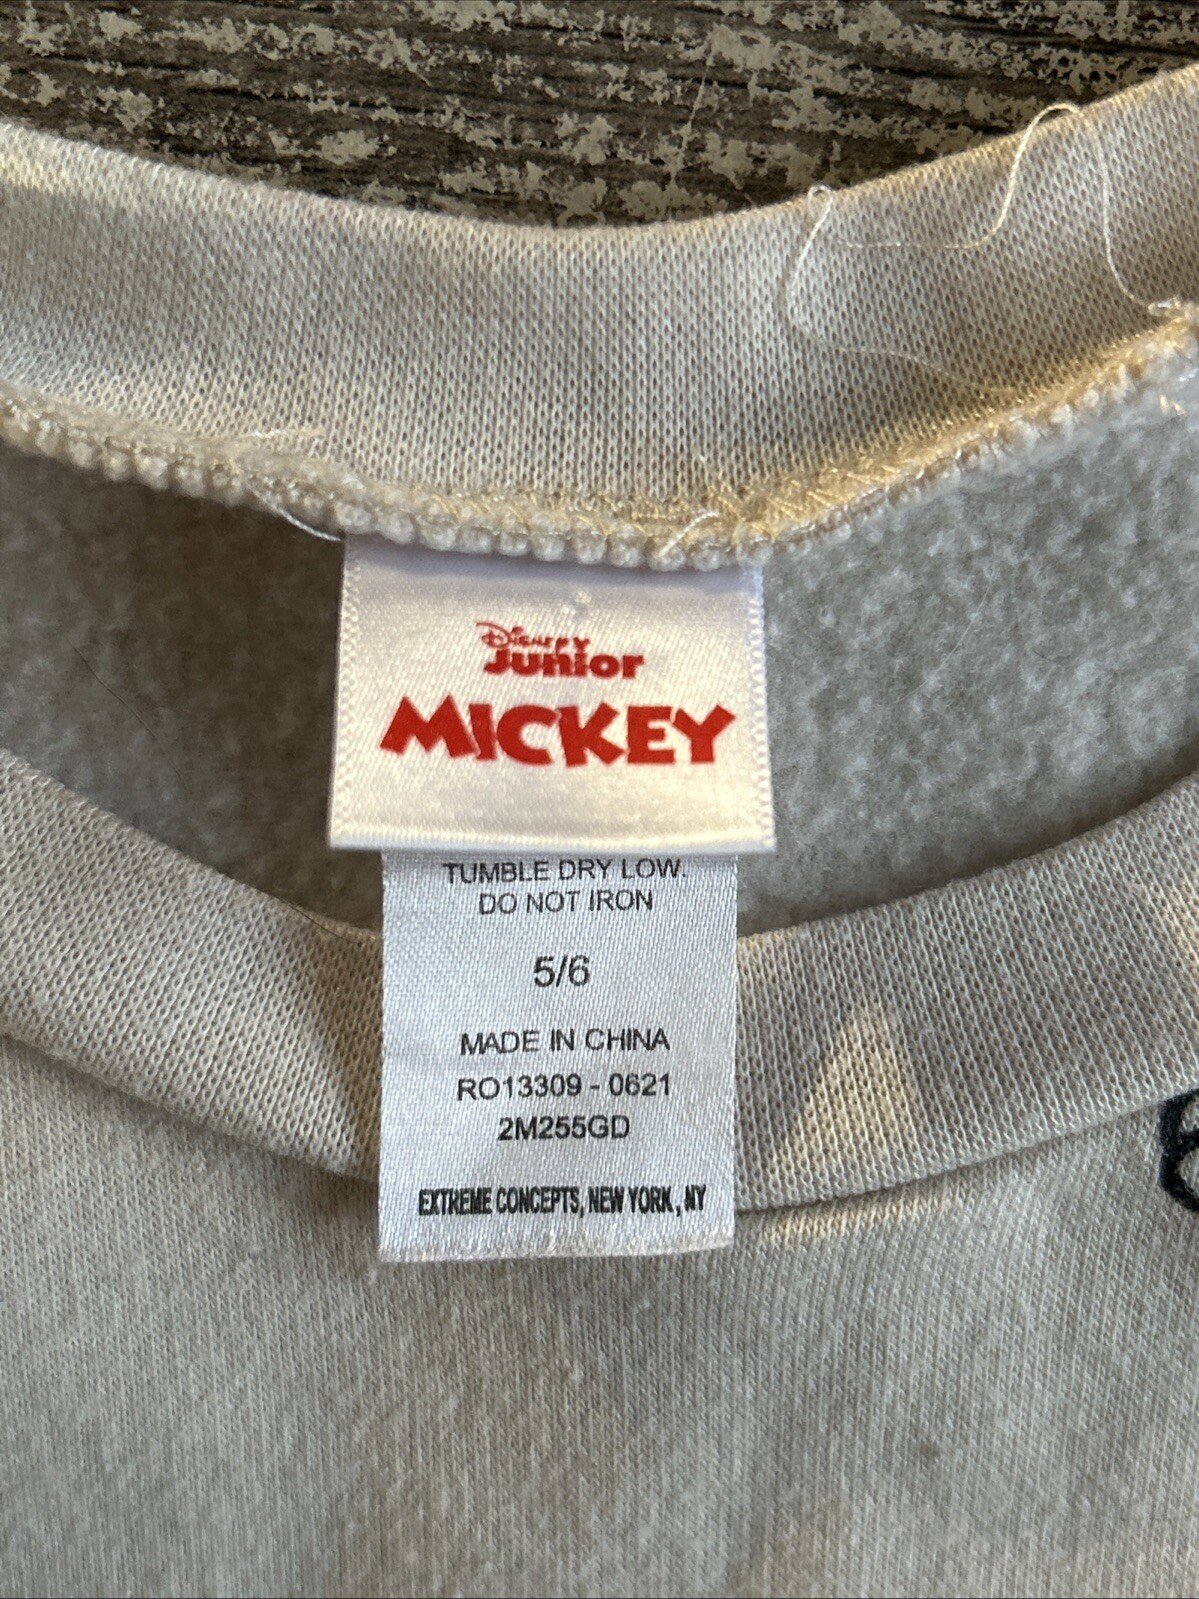 Disney
Junior
MICKEY
TUMBLE DRY LOW.
DO NOT IRON
5/6
MADE IN CHINA
RO13309 - 0621
2M255GD
EXTREME CONCEPTS, NEW YORK, NY